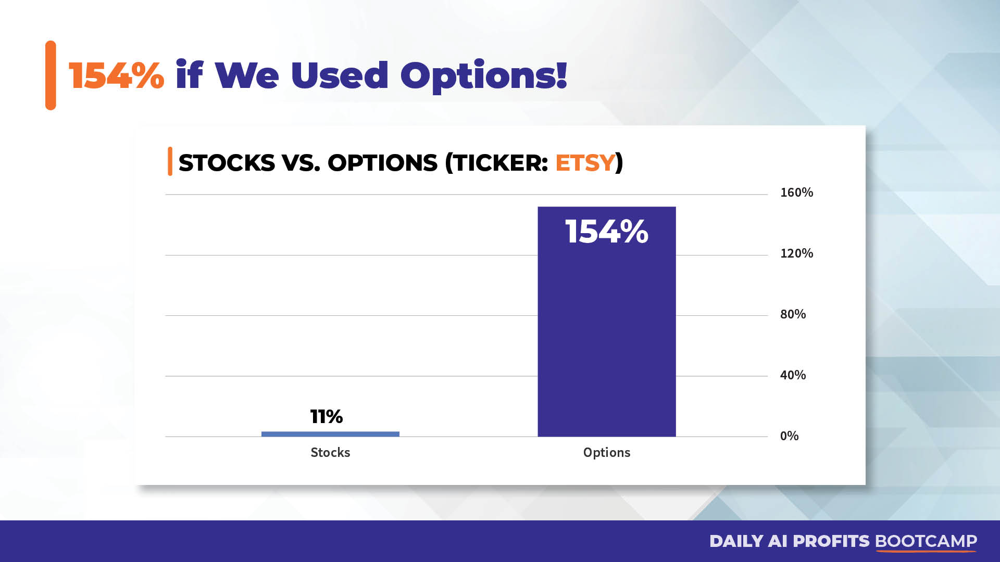 154% if We Used Options!
STOCKS VS. OPTIONS (TICKER: ETSY)
160%
154%
120%
80%
40%
11%
0%
Stocks
Options
DAILY AI PROFITS BOOTCAMP